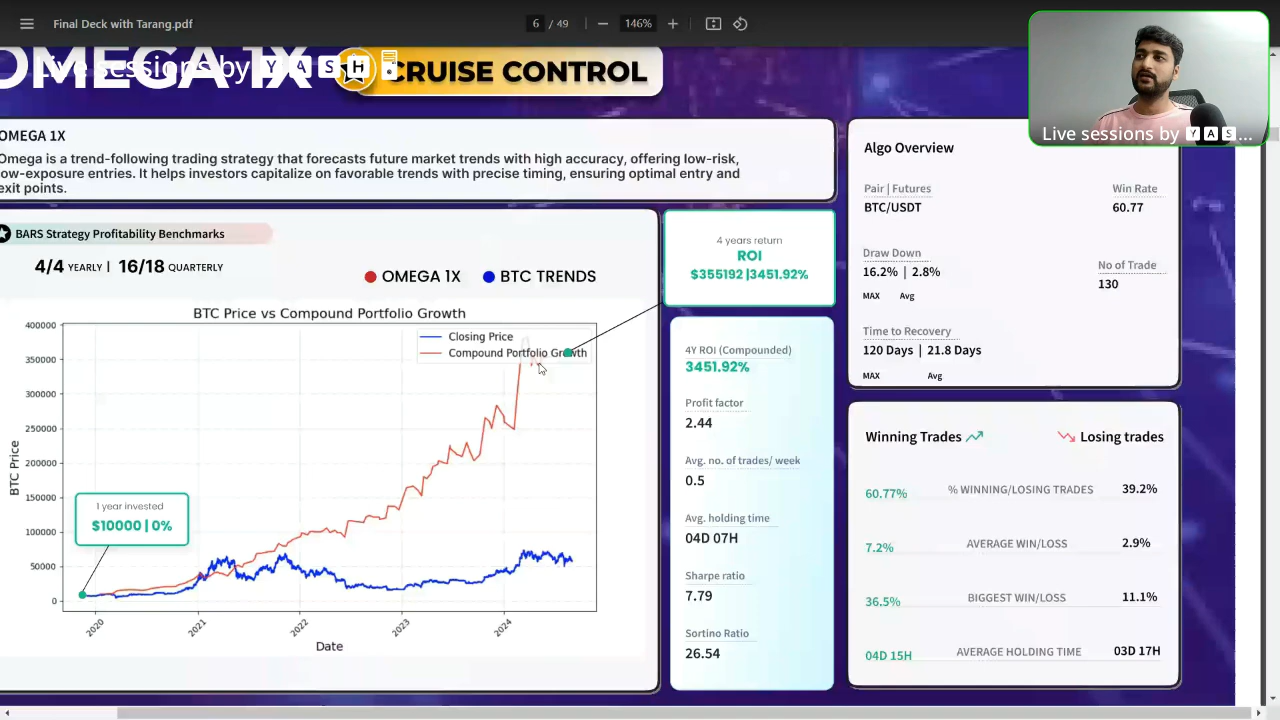 Final Deck with Tarang.pdf
6 / 49
146%
OMEGA 1X
Live sessions by Y A S H
CRUISE CONTROL
Live sessions by Y A S ...
OMEGA 1X
Omega is a trend-following trading strategy that forecasts future market trends with high accuracy, offering low-risk,
low-exposure entries. It helps investors capitalize on favorable trends with precise timing, ensuring optimal entry and
exit points.
BARS Strategy Profitability Benchmarks
4/4 YEARLY | 16/18 QUARTERLY
OMEGA 1X
BTC TRENDS
BTC Price vs Compound Portfolio Growth
Closing Price
Compound Portfolio Growth
400000
350000
300000
250000
200000
150000
100000
50000
0
BTC Price
1 year invested
$10000 | 0%
2020
2021
2022
2023
2024
Date
4 years return
ROI
$355192 |3451.92%
4Y ROI (Compounded)
3451.92%
Profit factor
2.44
Avg. no. of trades/ week
0.5
Avg. holding time
04D 07H
Sharpe ratio
7.79
Sortino Ratio
26.54
Algo Overview
Pair | Futures
BTC/USDT
Win Rate
60.77
Draw Down
16.2% | 2.8%
MAX Avg
No of Trade
130
Time to Recovery
120 Days | 21.8 Days
MAX Avg
Winning Trades
Losing trades
60.77% % WINNING/LOSING TRADES 39.2%
7.2% AVERAGE WIN/LOSS 2.9%
36.5% BIGGEST WIN/LOSS 11.1%
04D 15H AVERAGE HOLDING TIME 03D 17H